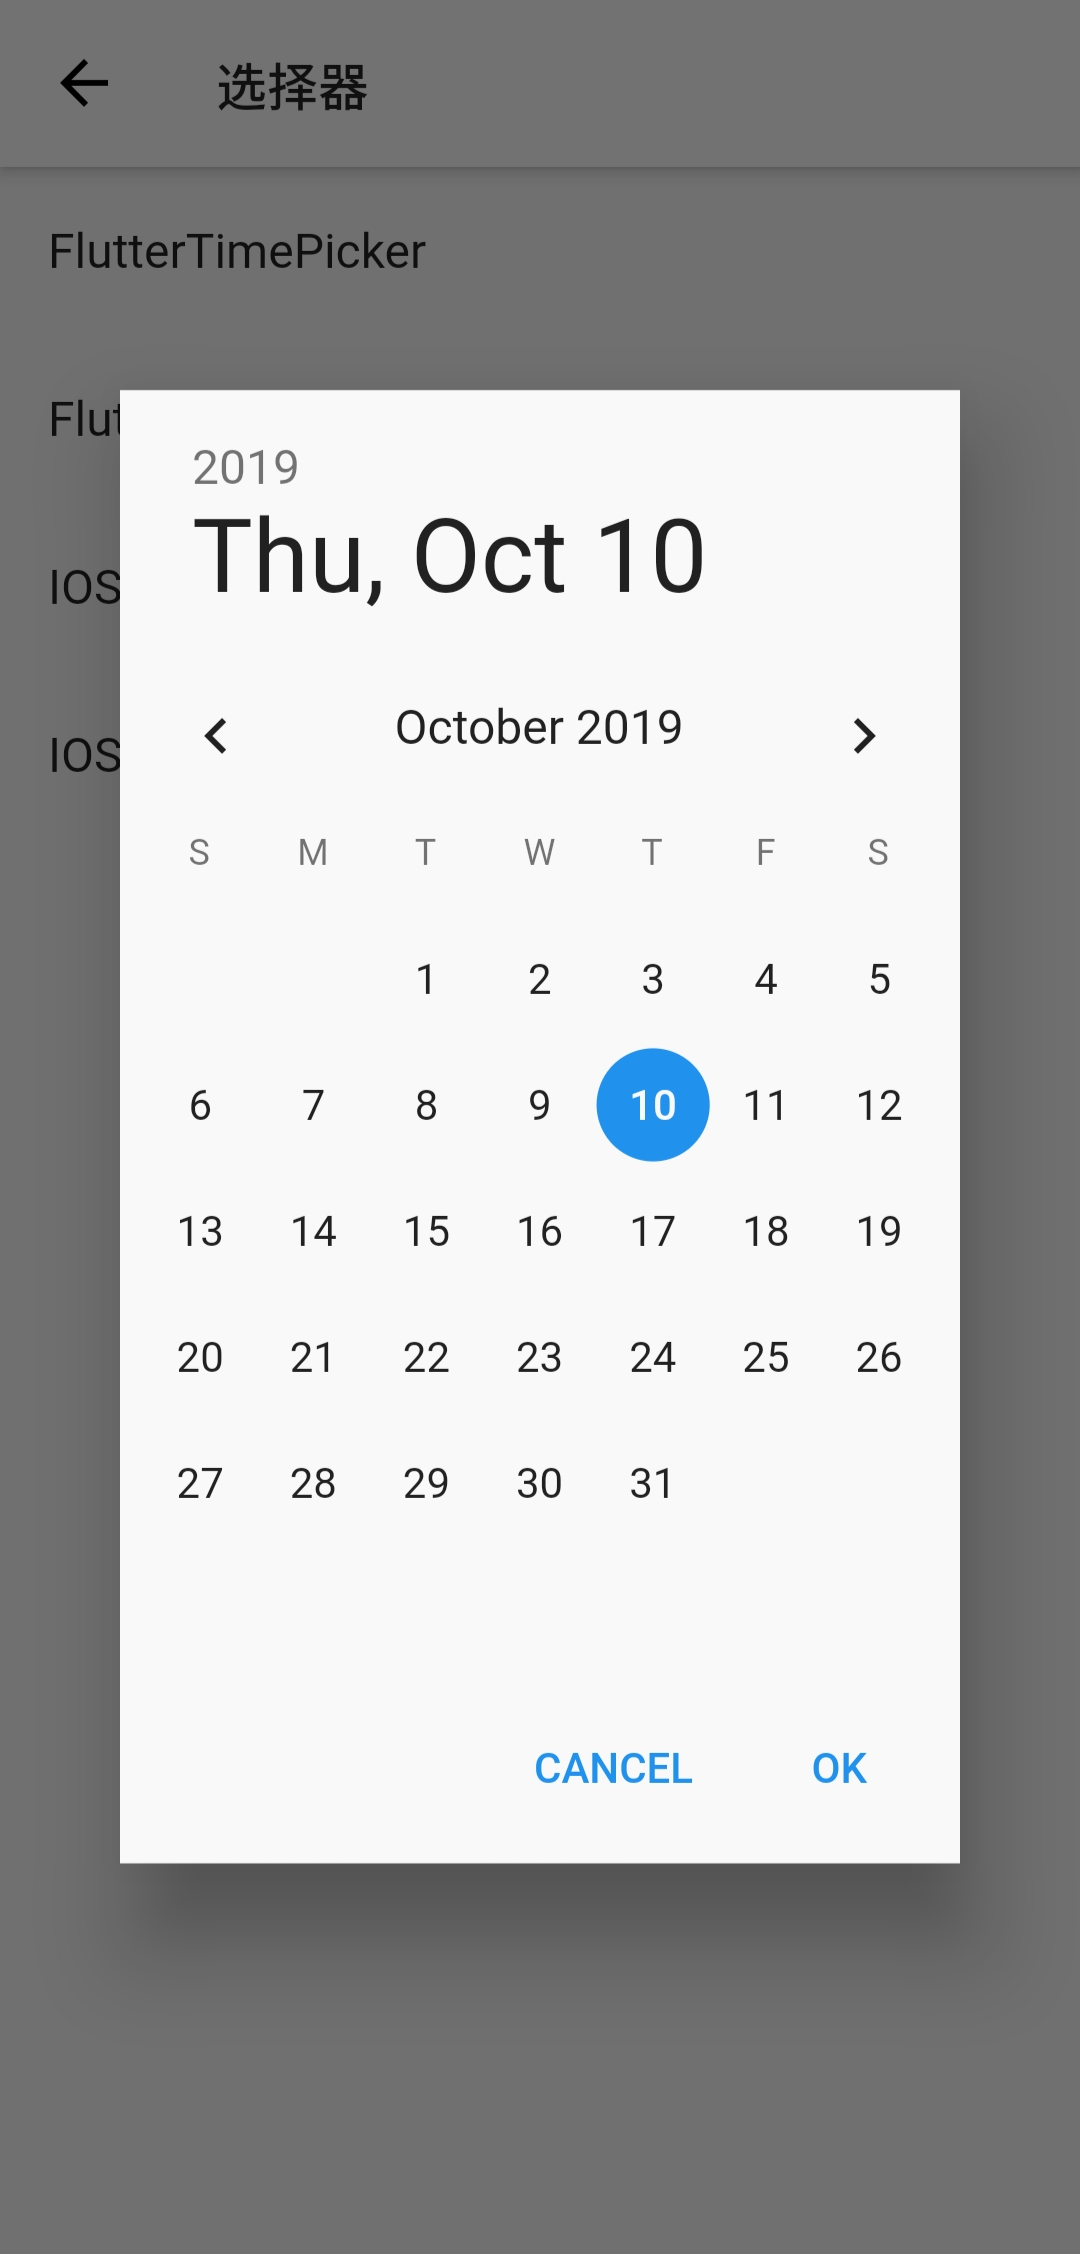 选择器
FlutterTimePicker
Flut
2019
Thu, Oct 10
IOS
October 2019
IOS
S M T W T F S
1 2 3 4 5
6 7 8 9 10 11 12
13 14 15 16 17 18 19
20 21 22 23 24 25 26
27 28 29 30 31
CANCEL OK